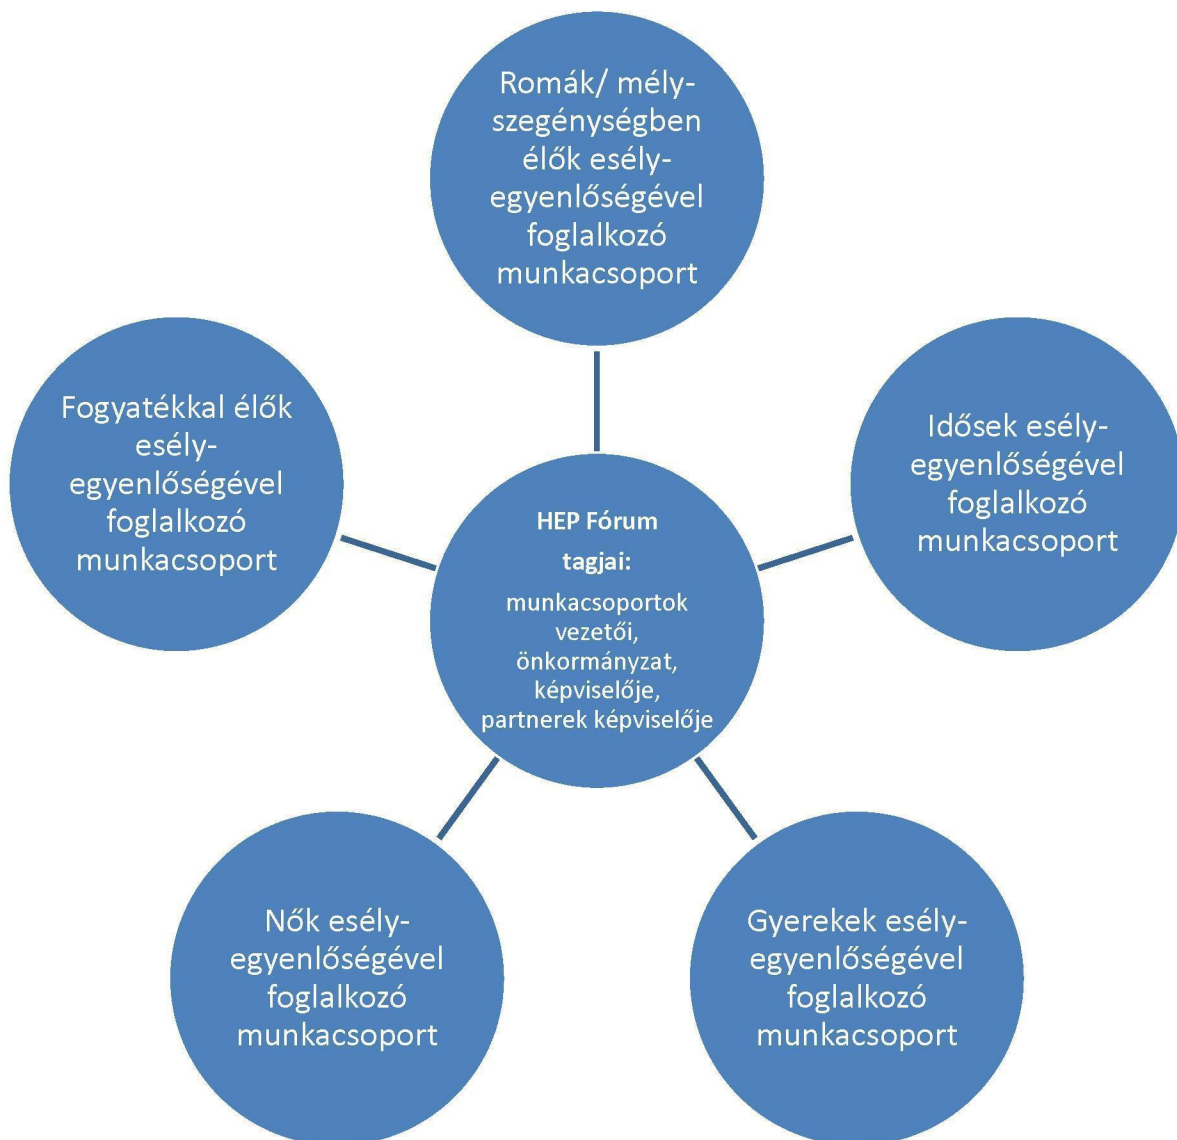 Romák/ mély-
szegénységben
élők esély-
egyenlőségével
foglalkozó
munkacsoport
Fogyatékkal élők
esély-
egyenlőségével
foglalkozó
munkacsoport
Idősek esély-
egyenlőségével
foglalkozó
munkacsoport
HEP Fórum
tagjai:
munkacsoportok
vezetői,
önkormányzat,
képviselője,
partnerek képviselője
Nők esély-
egyenlőségével
foglalkozó
munkacsoport
Gyerekek esély-
egyenlőségével
foglalkozó
munkacsoport